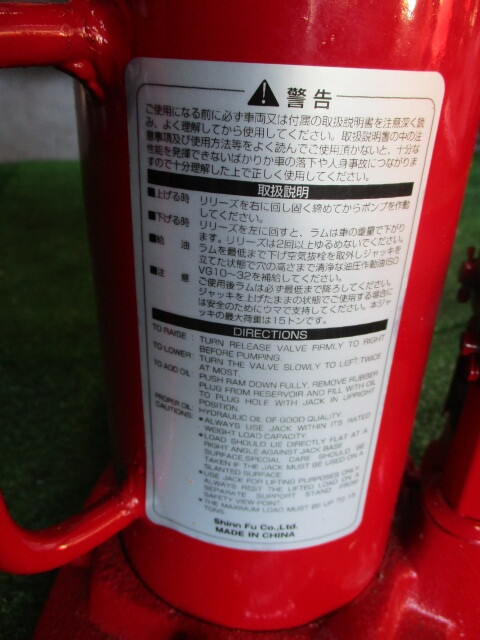 警告
ご使用になる前に必ず車両又は付属の取扱説明書を注意深く読
み、よく理解してから使用してください。取扱説明書の中の注
意事項及び使用方法等をよく読んでご使用頂かないと、十分な
性能を発揮できないばかりか車の落下や人身事故につながりま
すので十分理解した上で正しく使用してください。
取扱説明
■上げる時 リリーズを右に回し固く締めてからポンプを作動
してください。
■下げる時 リリーズを左に回すと、ラムは車の重量で下がり
ます。リリーズは2回以上ゆるめないでください。
■給油 ラムを最低まで下げ空気抜栓を取外しジャッキを
立てた状態で穴の高さまで清浄な油圧作動油ISO
VG10~32を補給してください。
■注意 ご使用後ラムは必ず最低まで降ろしてください。
ジャッキを上げたままの状態でご使用する場合に
は安全のためにウマで支持してください。本ジャ
ッキの最大荷重は15トンです。
DIRECTIONS
TO RAISE: TURN RELEASE VALVE FIRMLY TO RIGHT
BEFORE PUMPING.
TO LOWER: TURN THE VALVE SLOWLY TO LEFT,TWICE
AT MOST.
TO ADD OIL PUSH RAM DOWN FULLY, REMOVE RUBBER
PLUG FROM RESERVOIR AND FILL WITH OIL
TO PLUG HOLE WITH JACK IN UPRIGHT
POSITION.
PROPER OIL HYDRAULIC OIL OF GOOD QUALITY.
CAUTIONS: ●ALWAYS USE JACK WITHIN ITS RATED
WEIGHT LOAD CAPACITY.
●LOAD SHOULD LIE DIRECTLY FLAT AT A
RIGHT ANGLE AGAINST JACK BASE
SURFACE.SPECIAL CARE SHOULD BE
TAKEN IF THE JACK MUST BE USED ON A
SLANTED SURFACE.
●USE JACK FOR LIFTING PURPOSES ONLY
ALWAYS REST THE LIFTED LOAD ON A
SEPARATE SUPPORT STAND FROM
SAFETY VIEW-POINT.
●THE MAXIMUM LOAD MUST BE UP TO 15
TONS.
Shinn Fu Co.,Ltd.
MADE IN CHINA